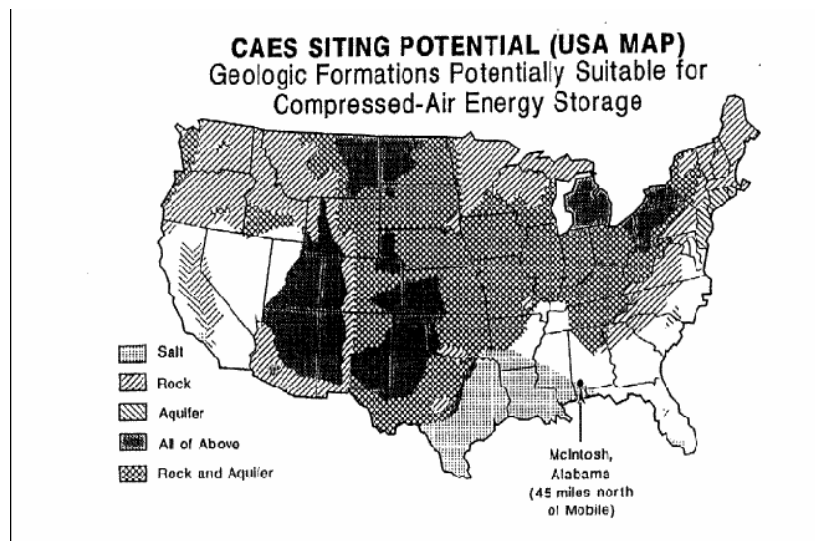 CAES SITING POTENTIAL (USA MAP)
Geologic Formations Potentially Suitable for
Compressed-Air Energy Storage
Salt
Rock
Aquifer
All of Above
Rock and Aquifer
McIntosh,
Alabama
(45 miles north
of Mobile)